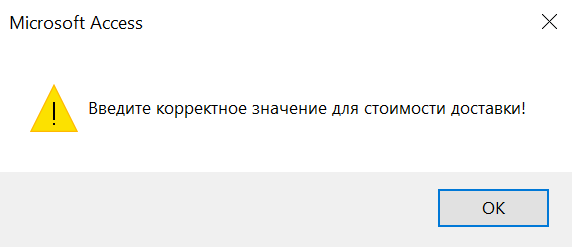 Microsoft Access
Введите корректное значение для стоимости доставки!
OK